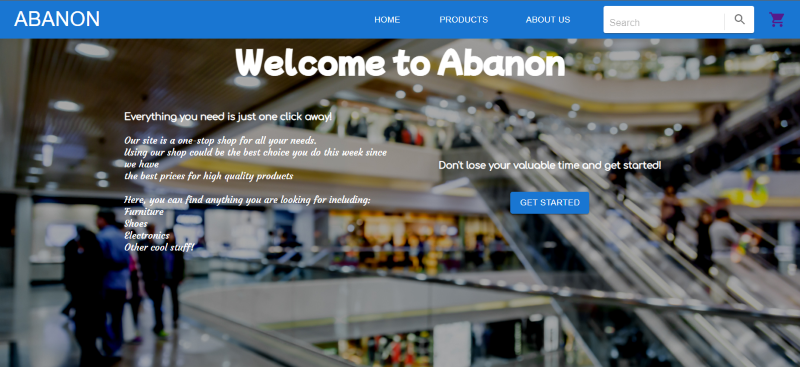 ABANON
HOME
PRODUCTS
ABOUT US
Search
Welcome to Abanon
Everything you need is just one click away!
Our site is a one-stop shop for all your needs.
Using our shop could be the best choice you do this week since
we have
the best prices for high quality products
Here, you can find anything you are looking for including:
Furniture
Shoes
Electronics
Other cool stuff!
Don't lose your valuable time and get started!
GET STARTED